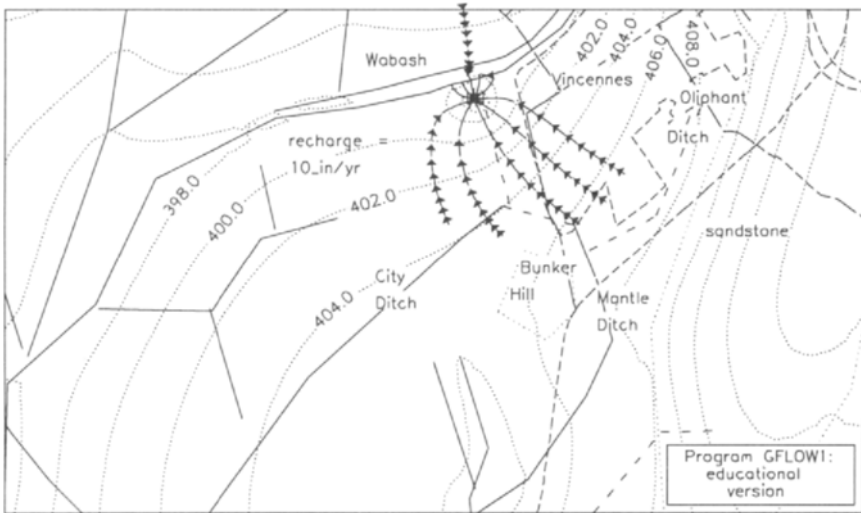 Wabash
Vincennes
402.0
404.0
406.0
408.0
Oliphant
Ditch
recharge =
10_in/yr
398.0
400.0
402.0
404.0
sandstone
City
Ditch
Bunker
Hill
Mantle
Ditch
Program GFLOW1:
educational
version